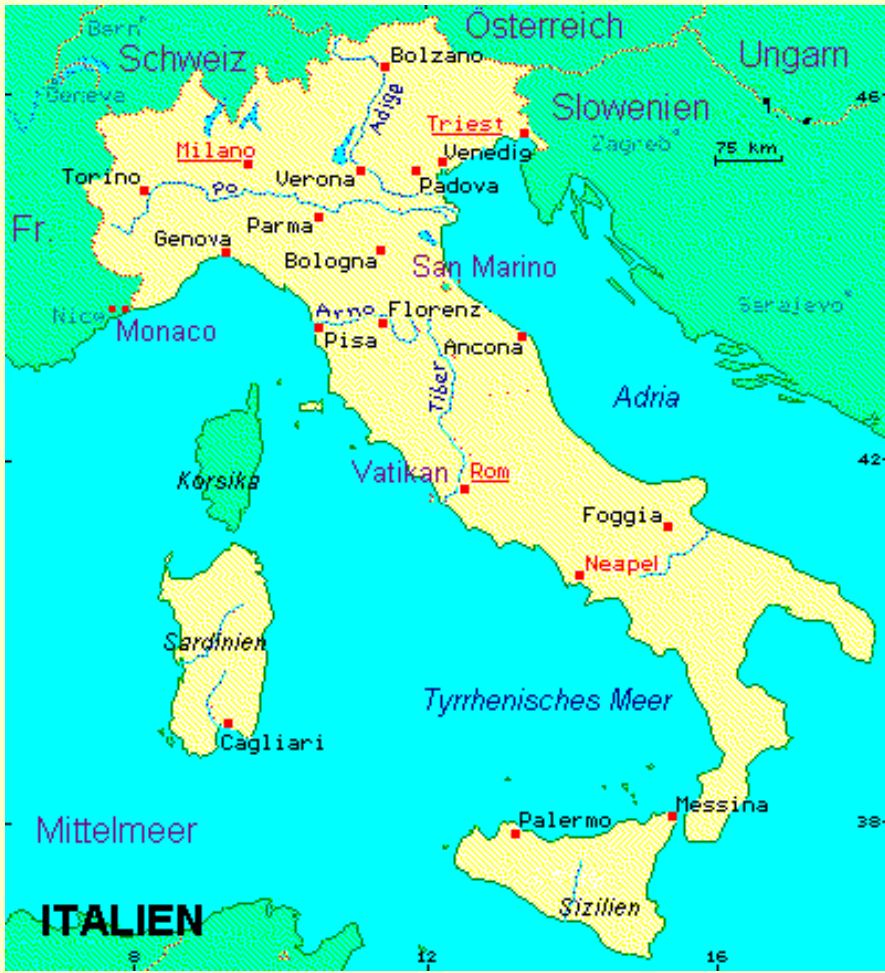 Österreich
Bern
Schweiz
Ungarn
Bolzano
Geneva
46
Adige
Slowenien
Triest
Zagreb
Milano
Venedig
75 km
Torino
Verona
Padova
Po
Parma
Fr.
Genova
Bologna
San Marino
Sarajevo
Nice
Arno
Florenz
Monaco
Pisa
Ancona
Tiber
Adria
42
Vatikan
Rom
Korsika
Foggia
Neapel
Sardinien
Tyrrhenisches Meer
Cagliari
Messina
Palermo
38
Mittelmeer
Sizilien
ITALIEN
8
12
16